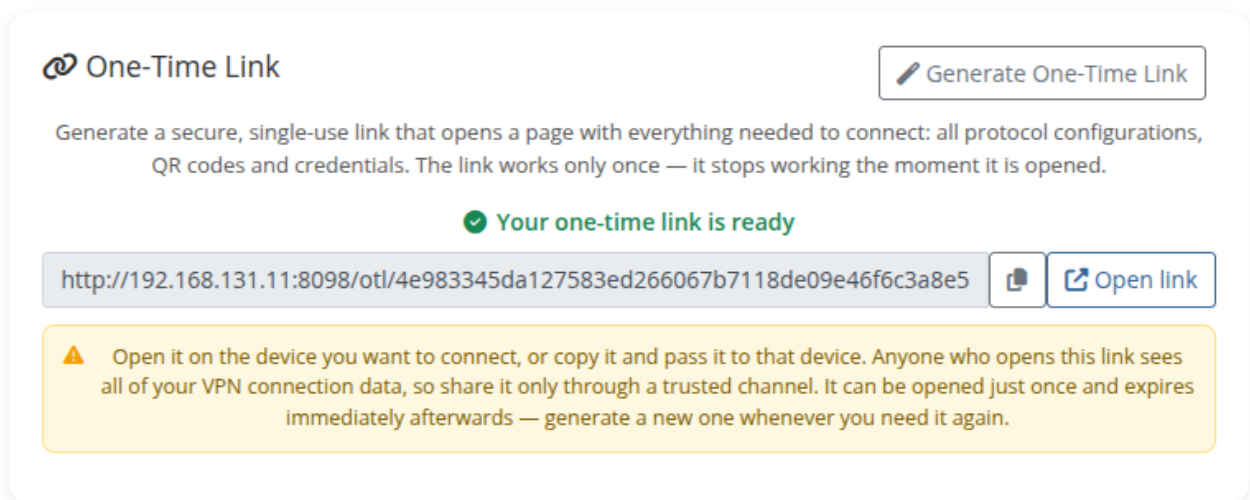 One-Time Link
Generate One-Time Link
Generate a secure, single-use link that opens a page with everything needed to connect: all protocol configurations,
QR codes and credentials. The link works only once — it stops working the moment it is opened.
Your one-time link is ready
http://192.168.131.11:8098/otl/4e983345da127583ed266067b7118de09e46f6c3a8e5
Open link
Open it on the device you want to connect, or copy it and pass it to that device. Anyone who opens this link sees
all of your VPN connection data, so share it only through a trusted channel. It can be opened just once and expires
immediately afterwards — generate a new one whenever you need it again.